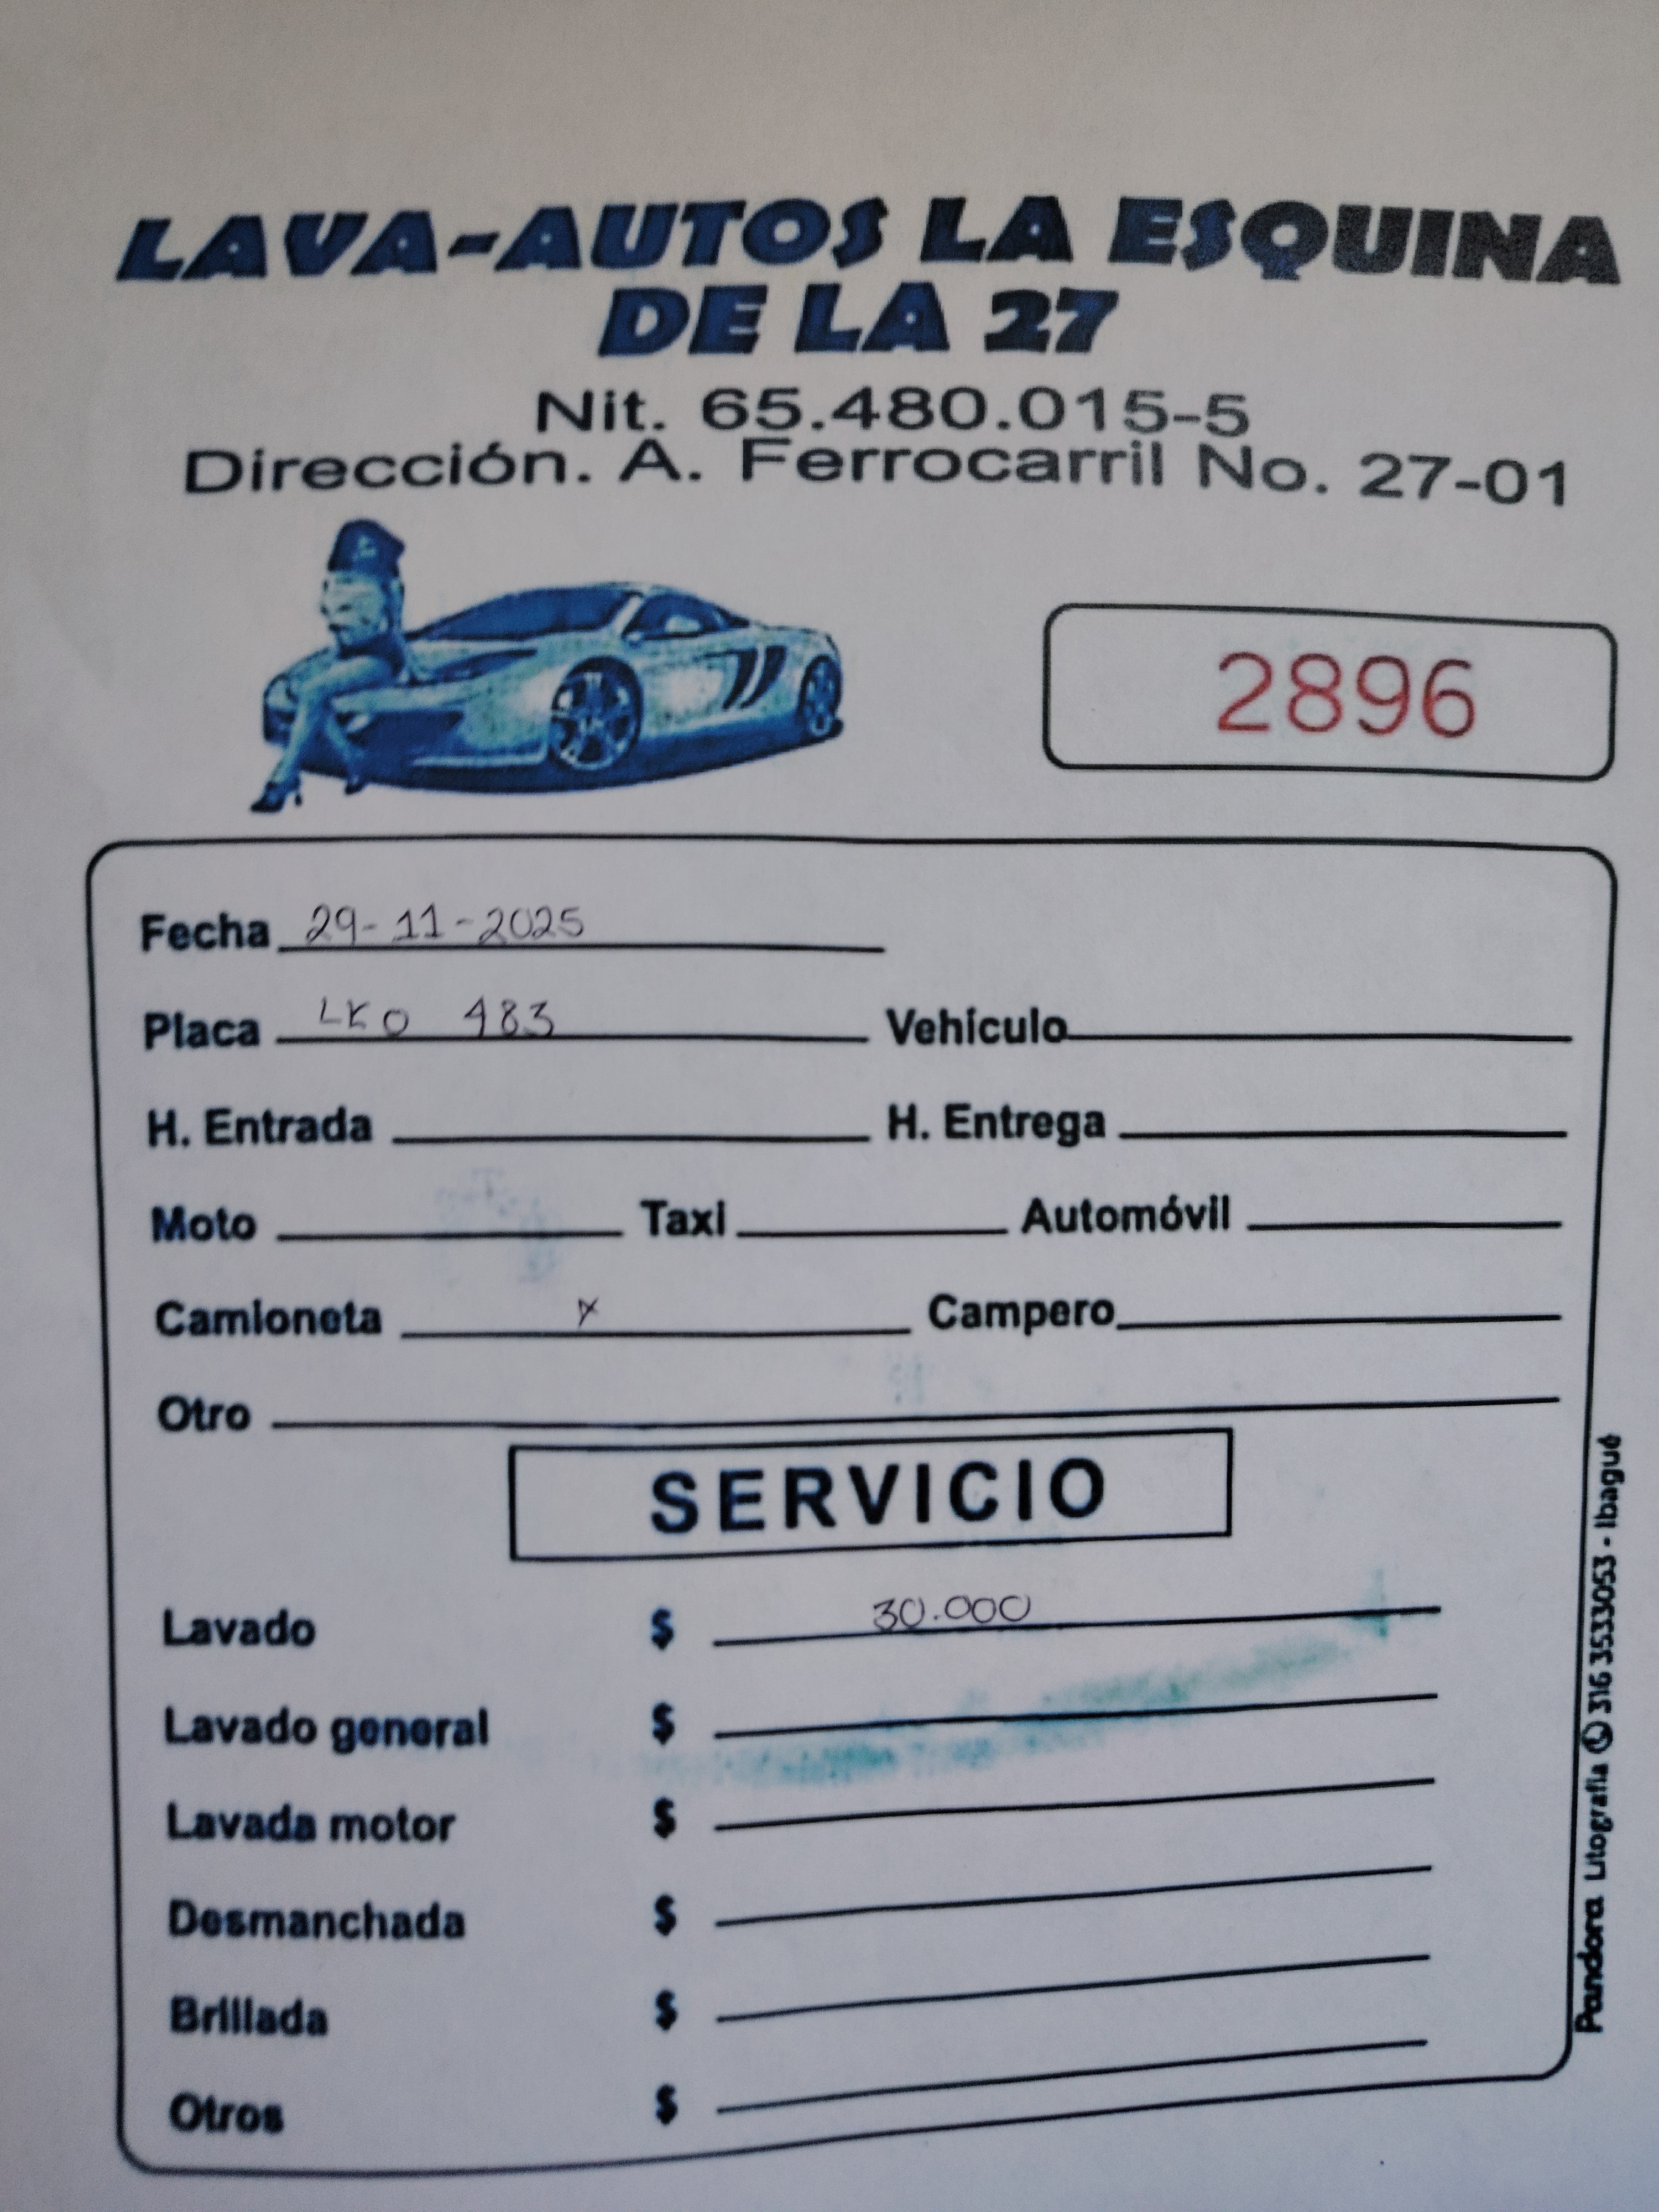 LAVA-AUTOS LA ESQUINA
DE LA 27
Nit. 65.480.015-5
Dirección. A. Ferrocarril No. 27-01
2896
Fecha 29-11-2025
Placa LKO 483 Vehículo
H. Entrada H. Entrega
Moto Taxi Automóvil
Camioneta X Campero
Otro
SERVICIO
Lavado $ 30.000
Lavado general $
Lavada motor $
Desmanchada $
Brillada $
Otros $
Pandora Litografía 316 3533053 - Ibagué